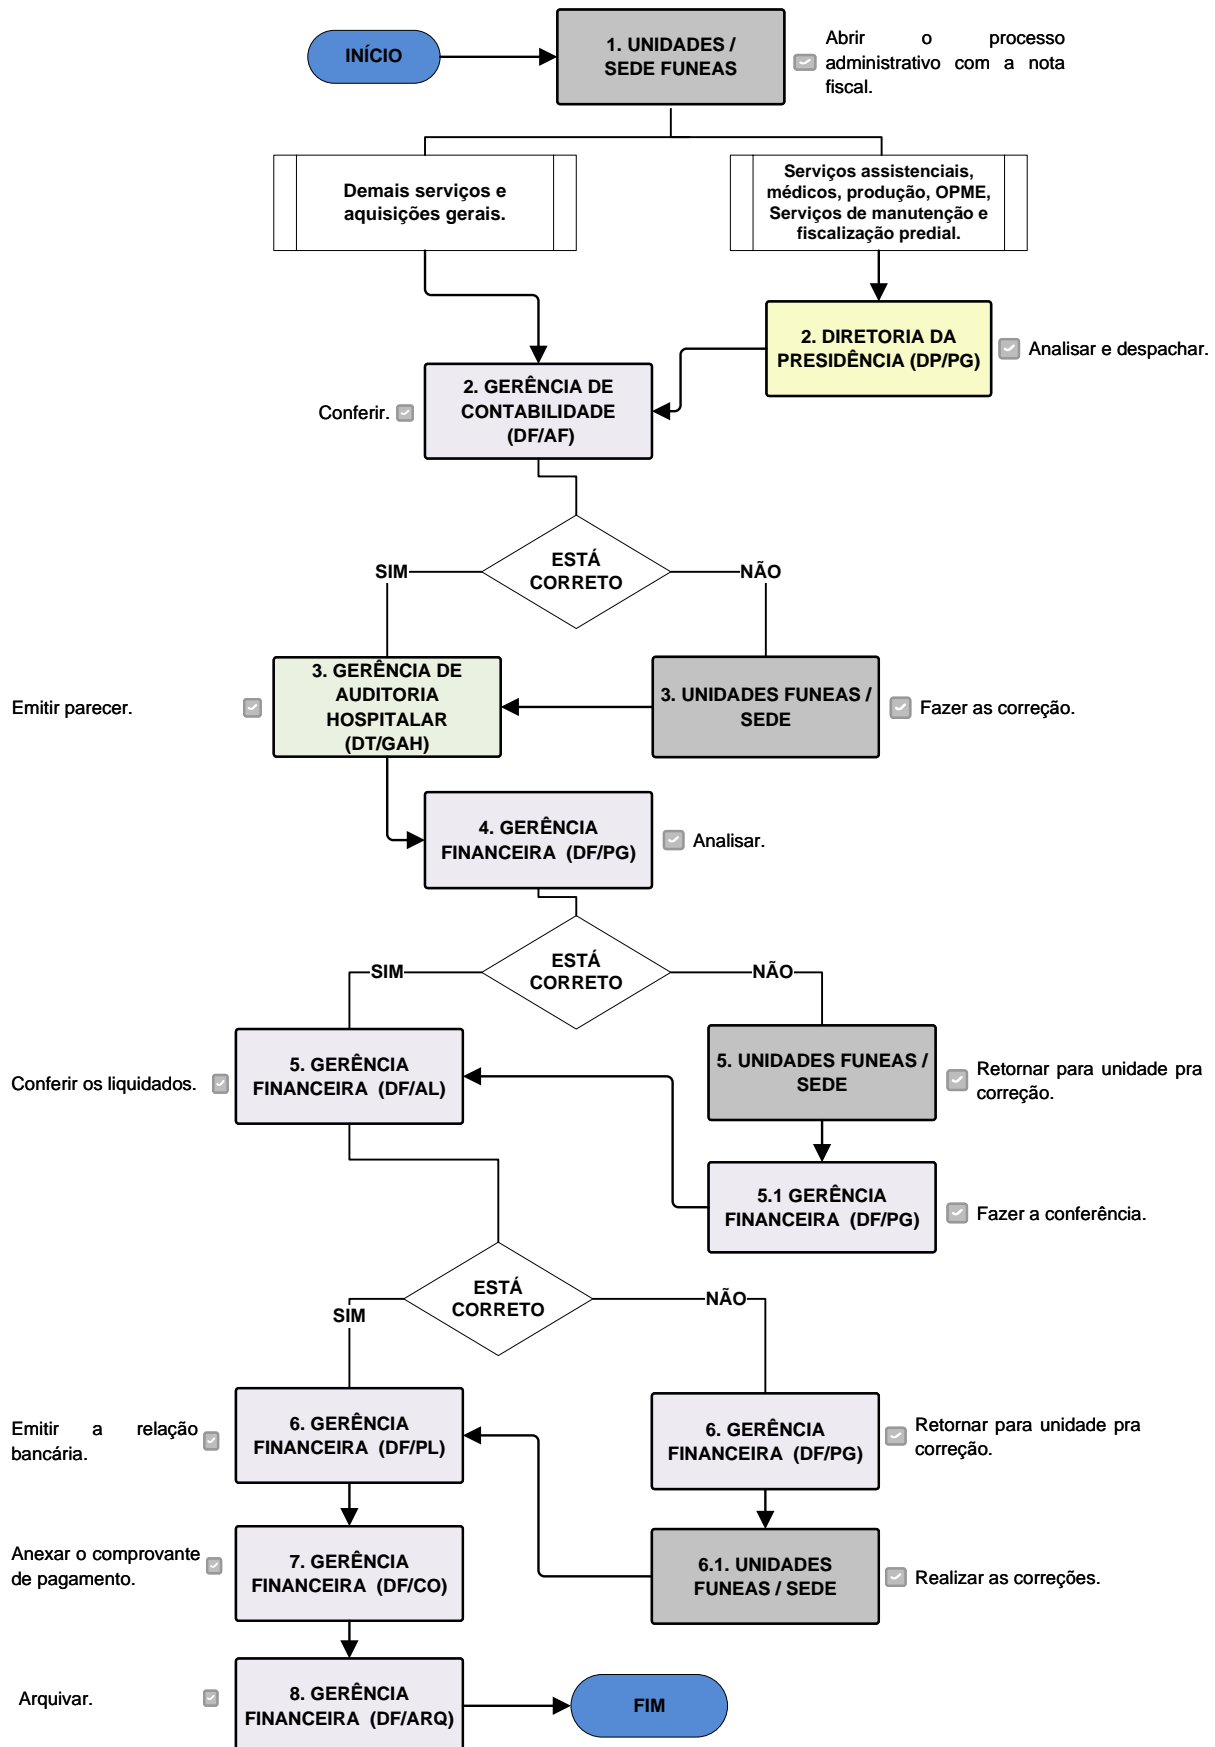 INÍCIO
1. UNIDADES /
SEDE FUNEAS
Abrir o processo
administrativo com a nota
fiscal.
Demais serviços e
aquisições gerais.
Serviços assistenciais,
médicos, produção, OPME,
Serviços de manutenção e
fiscalização predial.
2. DIRETORIA DA
PRESIDÊNCIA (DP/PG)
Analisar e despachar.
2. GERÊNCIA DE
CONTABILIDADE
(DF/AF)
Conferir.
ESTÁ
CORRETO
SIM
NÃO
3. GERÊNCIA DE
AUDITORIA
HOSPITALAR
(DT/GAH)
Emitir parecer.
3. UNIDADES FUNEAS /
SEDE
Fazer as correção.
4. GERÊNCIA
FINANCEIRA (DF/PG)
Analisar.
ESTÁ
CORRETO
SIM
NÃO
5. GERÊNCIA
FINANCEIRA (DF/AL)
Conferir os liquidados.
5. UNIDADES FUNEAS /
SEDE
Retornar para unidade pra
correção.
5.1 GERÊNCIA
FINANCEIRA (DF/PG)
Fazer a conferência.
ESTÁ
CORRETO
SIM
NÃO
6. GERÊNCIA
FINANCEIRA (DF/PL)
Emitir a relação
bancária.
6. GERÊNCIA
FINANCEIRA (DF/PG)
Retornar para unidade pra
correção.
7. GERÊNCIA
FINANCEIRA (DF/CO)
Anexar o comprovante
de pagamento.
6.1. UNIDADES
FUNEAS / SEDE
Realizar as correções.
8. GERÊNCIA
FINANCEIRA (DF/ARQ)
Arquivar.
FIM